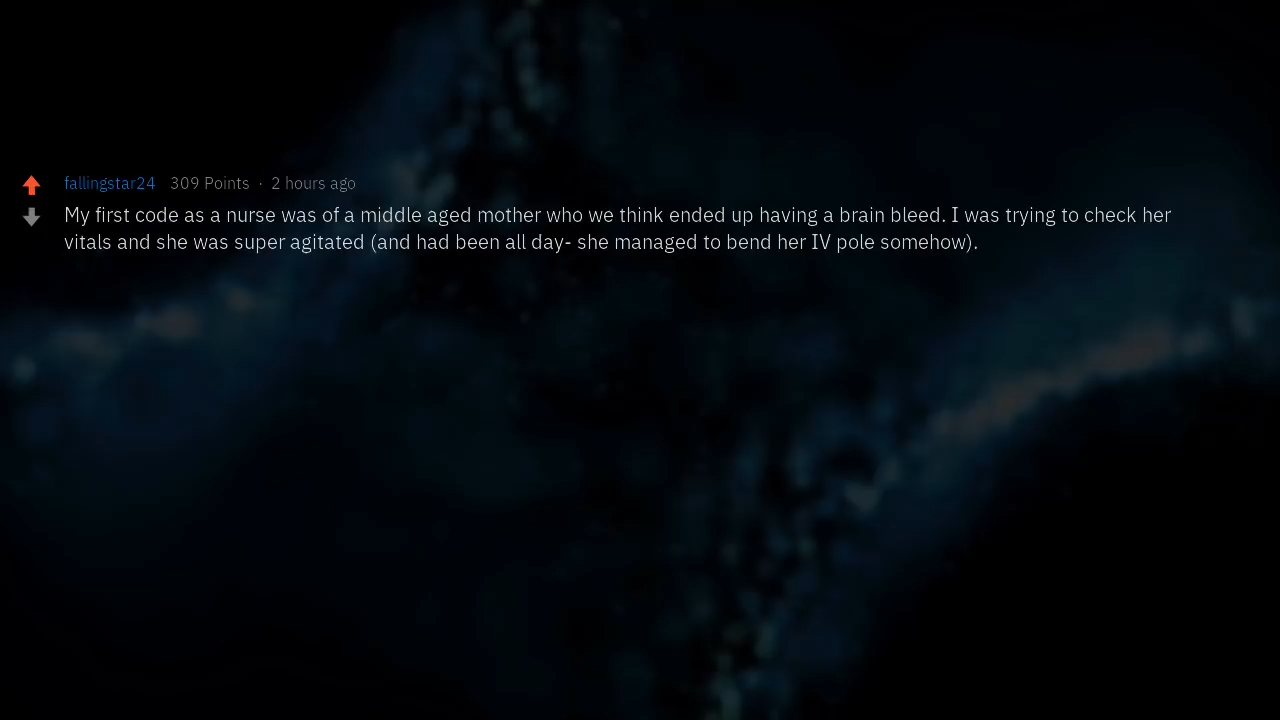 fallingstar24 309 Points · 2 hours ago
My first code as a nurse was of a middle aged mother who we think ended up having a brain bleed. I was trying to check her
vitals and she was super agitated (and had been all day- she managed to bend her IV pole somehow).